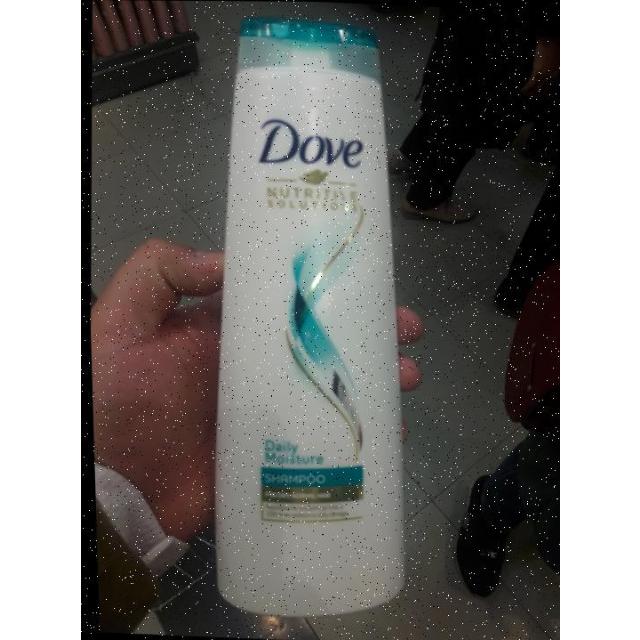 Dove
NUTRITIVE
SOLUTIONS
Daily
Moisture
SHAMPOO